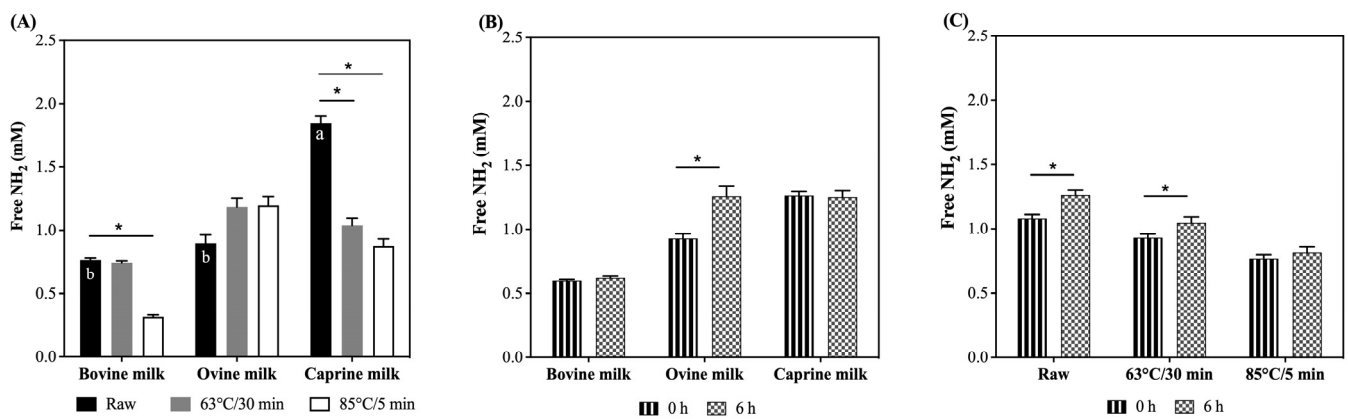 (A)
Free NH₂ (mM)
2.5
2.0
1.5
1.0
0.5
0.0
*
b
b
a
*
*
Bovine milk Ovine milk Caprine milk
Raw 63°C/30 min 85°C/5 min
(B)
Free NH₂ (mM)
2.5
2.0
1.5
1.0
0.5
0.0
*
Bovine milk Ovine milk Caprine milk
0 h 6 h
(C)
Free NH₂ (mM)
2.5
2.0
1.5
1.0
0.5
0.0
*
*
Raw 63°C/30 min 85°C/5 min
0 h 6 h